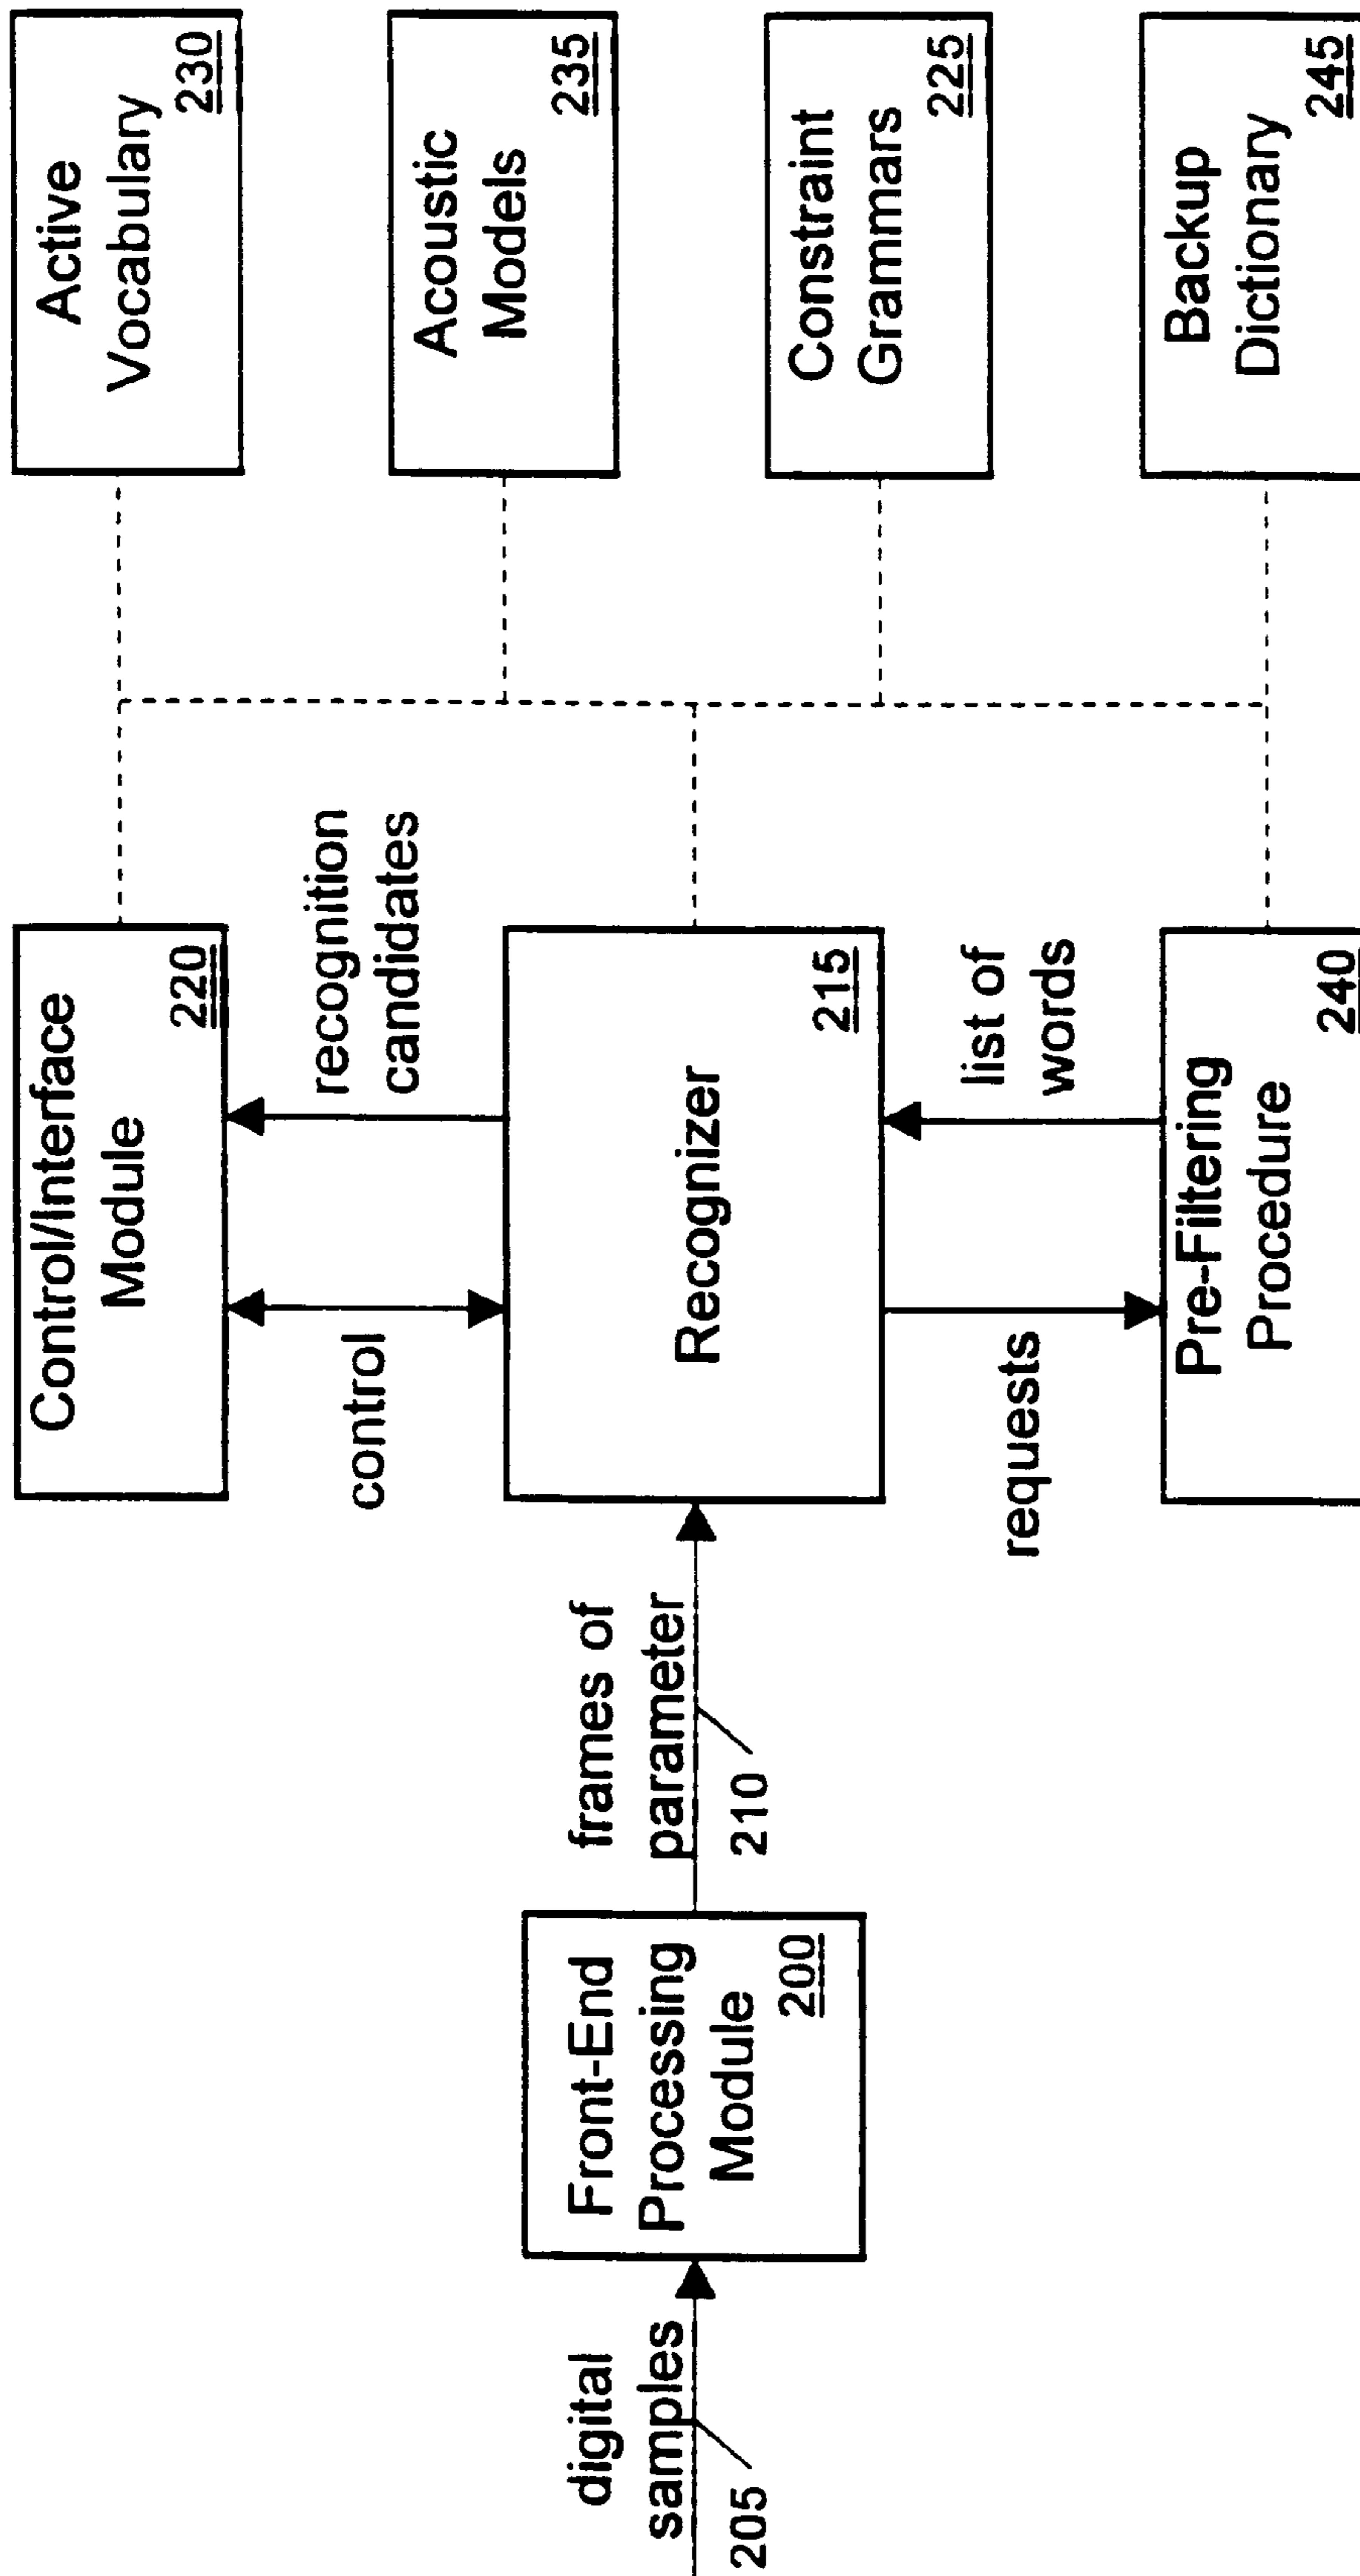 digital
samples
205
Front-End
Processing
Module
200
frames of
parameter
210
Control/Interface
Module
220
control
recognition
candidates
Recognizer
215
requests
list of
words
Pre-Filtering
Procedure
240
Active
Vocabulary
230
Acoustic
Models
235
Constraint
Grammars
225
Backup
Dictionary
245